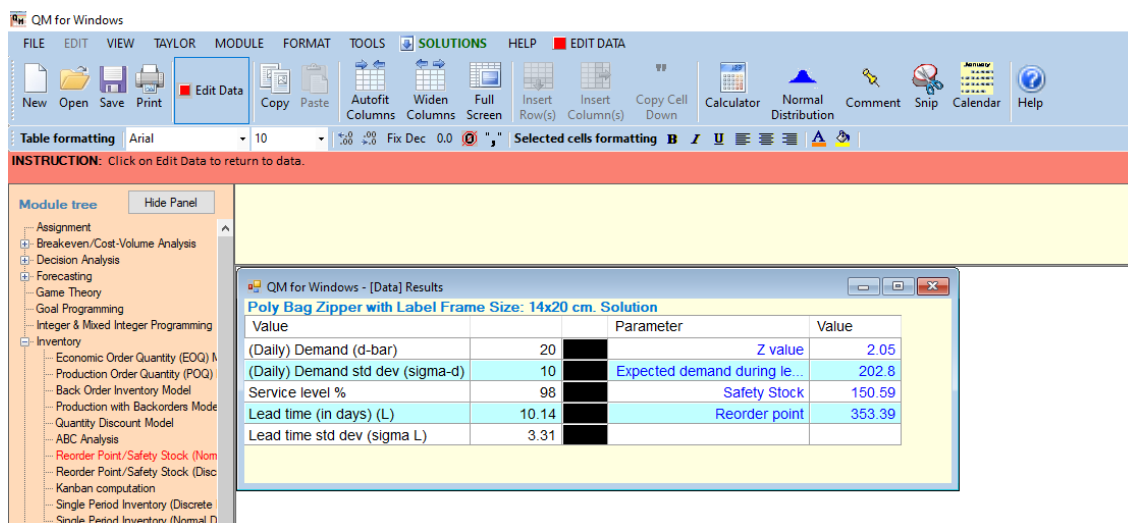 QM for Windows
FILE EDIT VIEW TAYLOR MODULE FORMAT TOOLS SOLUTIONS HELP EDIT DATA
New Open Save Print Edit Data Copy Paste Autofit Columns Widen Columns Full Screen Insert Row(s) Insert Column(s) Copy Cell Down Calculator Normal Distribution Comment Snip Calendar Help
Table formatting Arial 10 Fix Dec 0.0 Selected cells formatting B I U A
INSTRUCTION: Click on Edit Data to return to data.
Module tree Hide Panel
Assignment
Breakeven/Cost-Volume Analysis
Decision Analysis
Forecasting
Game Theory
Goal Programming
Integer & Mixed Integer Programming
Inventory
Economic Order Quantity (EOQ) M
Production Order Quantity (POQ)
Back Order Inventory Model
Production with Backorders Mode
Quantity Discount Model
ABC Analysis
Reorder Point/Safety Stock (Nom
Reorder Point/Safety Stock (Disc
Kanban computation
Single Period Inventory (Discrete
Single Period Inventory (Normal D
QM for Windows - [Data] Results
Poly Bag Zipper with Label Frame Size: 14x20 cm. Solution
Value Parameter Value
(Daily) Demand (d-bar) 20 Z value 2.05
(Daily) Demand std dev (sigma-d) 10 Expected demand during le... 202.8
Service level % 98 Safety Stock 150.59
Lead time (in days) (L) 10.14 Reorder point 353.39
Lead time std dev (sigma L) 3.31